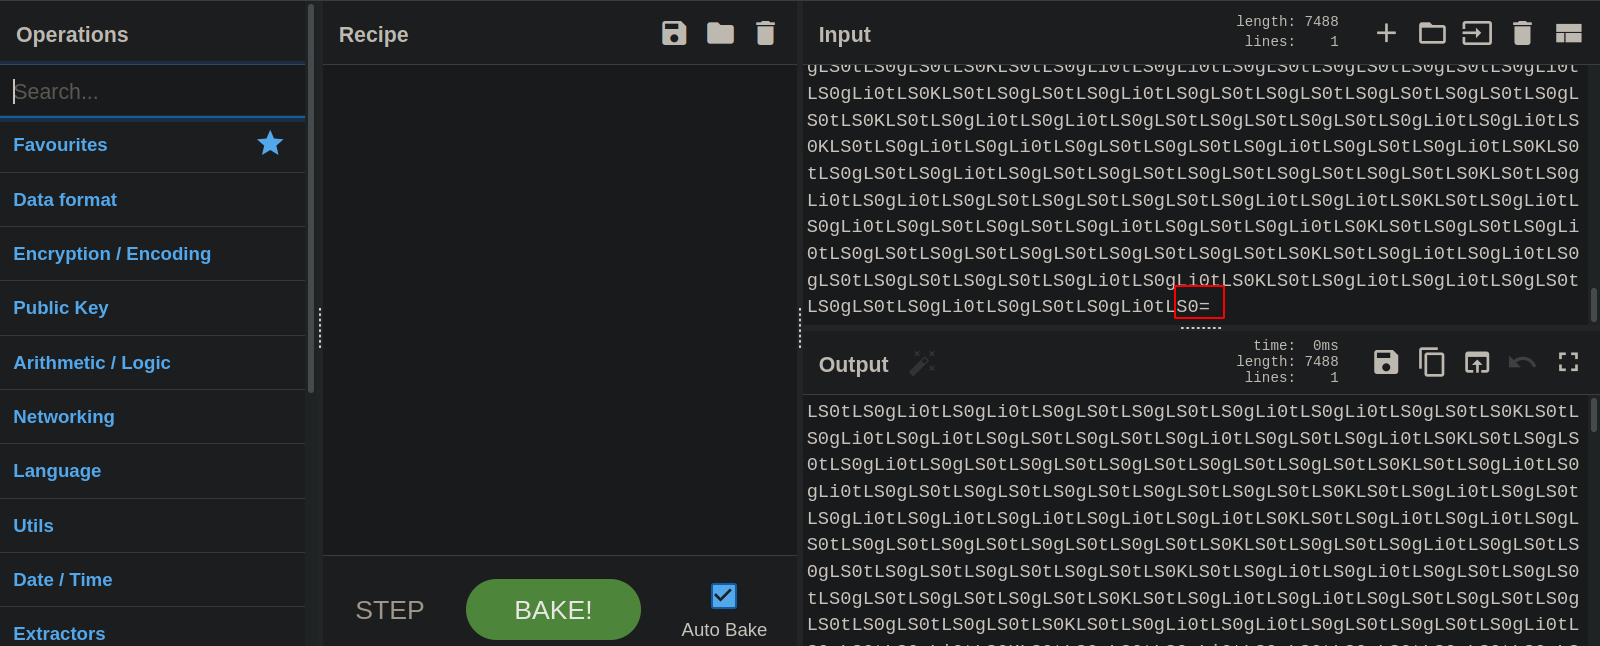 Operations
Search...
Favourites
Data format
Encryption / Encoding
Public Key
Arithmetic / Logic
Networking
Language
Utils
Date / Time
Extractors
Recipe
STEP
BAKE!
Auto Bake
Input
length: 7488
lines: 1
gLS0tLS0gLS0tLS0KLS0tLS0gLi0tLS0gLi0tLS0gLS0tLS0gLS0tLS0gLS0tLS0gLi0t
LS0gLi0tLS0KLS0tLS0gLS0tLS0gLi0tLS0gLS0tLS0gLS0tLS0gLS0tLS0gLS0tLS0gL
S0tLS0KLS0tLS0gLi0tLS0gLi0tLS0gLS0tLS0gLS0tLS0gLS0tLS0gLi0tLS0gLi0tLS
0KLS0tLS0gLi0tLS0gLi0tLS0gLS0tLS0gLS0tLS0gLi0tLS0gLS0tLS0gLi0tLS0KLS0
tLS0gLS0tLS0gLi0tLS0gLS0tLS0gLS0tLS0gLS0tLS0gLS0tLS0gLS0tLS0KLS0tLS0g
Li0tLS0gLi0tLS0gLS0tLS0gLS0tLS0gLS0tLS0gLi0tLS0gLi0tLS0KLS0tLS0gLi0tL
S0gLi0tLS0gLS0tLS0gLS0tLS0gLi0tLS0gLS0tLS0gLi0tLS0KLS0tLS0gLS0tLS0gLi
0tLS0gLS0tLS0gLS0tLS0gLS0tLS0gLS0tLS0gLS0tLS0KLS0tLS0gLi0tLS0gLi0tLS0
gLS0tLS0gLS0tLS0gLS0tLS0gLi0tLS0gLi0tLS0KLS0tLS0gLi0tLS0gLi0tLS0gLS0t
LS0gLS0tLS0gLi0tLS0gLS0tLS0gLi0tLS0=
Output
time: 0ms
length: 7488
lines: 1
LS0tLS0gLi0tLS0gLi0tLS0gLS0tLS0gLS0tLS0gLi0tLS0gLi0tLS0gLS0tLS0KLS0tL
S0gLi0tLS0gLi0tLS0gLS0tLS0gLS0tLS0gLi0tLS0gLS0tLS0gLi0tLS0KLS0tLS0gLS
0tLS0gLi0tLS0gLS0tLS0gLS0tLS0gLS0tLS0gLS0tLS0gLS0tLS0KLS0tLS0gLi0tLS0
gLi0tLS0gLS0tLS0gLS0tLS0gLS0tLS0gLS0tLS0gLS0tLS0KLS0tLS0gLi0tLS0gLS0t
LS0gLi0tLS0gLi0tLS0gLi0tLS0gLi0tLS0gLi0tLS0KLS0tLS0gLi0tLS0gLi0tLS0gL
S0tLS0gLS0tLS0gLS0tLS0gLS0tLS0gLS0tLS0KLS0tLS0gLS0tLS0gLi0tLS0gLS0tLS
0gLS0tLS0gLS0tLS0gLS0tLS0gLS0tLS0KLS0tLS0gLi0tLS0gLi0tLS0gLS0tLS0gLS0
tLS0gLS0tLS0gLS0tLS0gLS0tLS0KLS0tLS0gLi0tLS0gLi0tLS0gLS0tLS0gLS0tLS0g
LS0tLS0gLS0tLS0gLS0tLS0KLS0tLS0gLi0tLS0gLi0tLS0gLS0tLS0gLS0tLS0gLi0tL